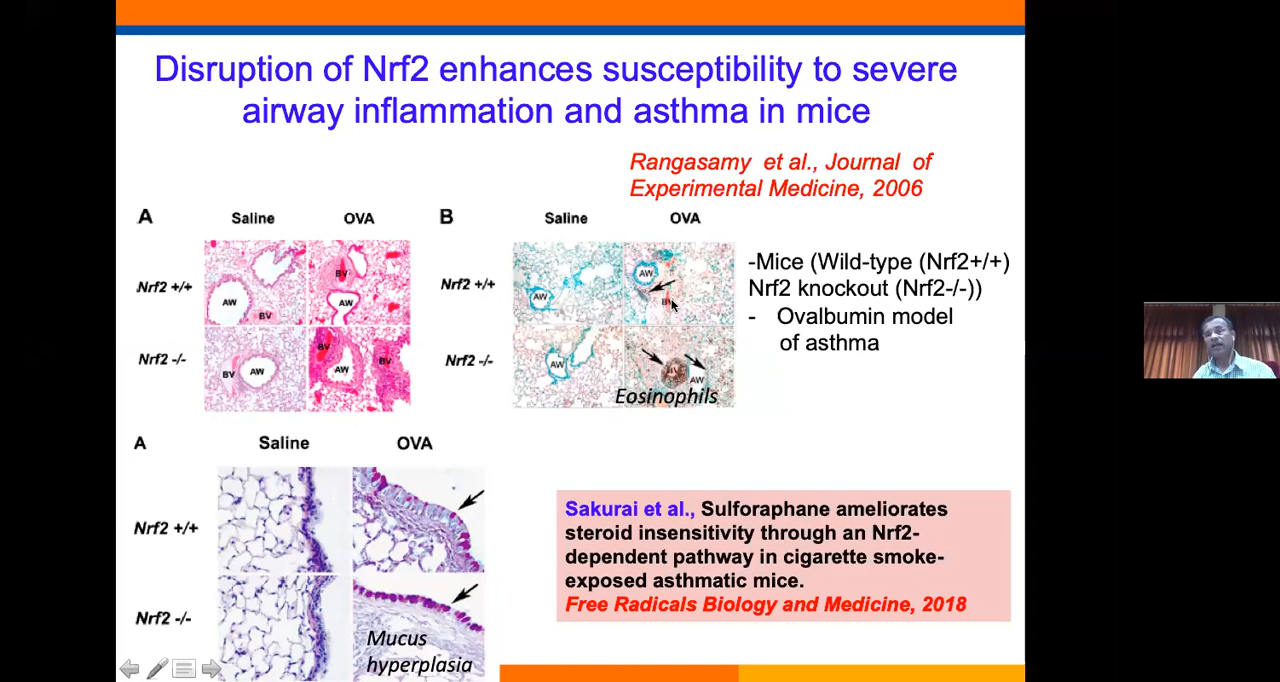 Disruption of Nrf2 enhances susceptibility to severe
airway inflammation and asthma in mice
Rangasamy et al., Journal of
Experimental Medicine, 2006
A
Saline
OVA
Nrf2 +/+
Nrf2 -/-
AW
BV
BV
AW
BV
AW
BV
AW
BV
B
Saline
OVA
Nrf2 +/+
Nrf2 -/-
AW
AW
AW
AW
Eosinophils
-Mice (Wild-type (Nrf2+/+)
Nrf2 knockout (Nrf2-/-))
- Ovalbumin model
of asthma
A
Saline
OVA
Nrf2 +/+
Nrf2 -/-
Mucus
hyperplasia
Sakurai et al., Sulforaphane ameliorates
steroid insensitivity through an Nrf2-
dependent pathway in cigarette smoke-
exposed asthmatic mice.
Free Radicals Biology and Medicine, 2018